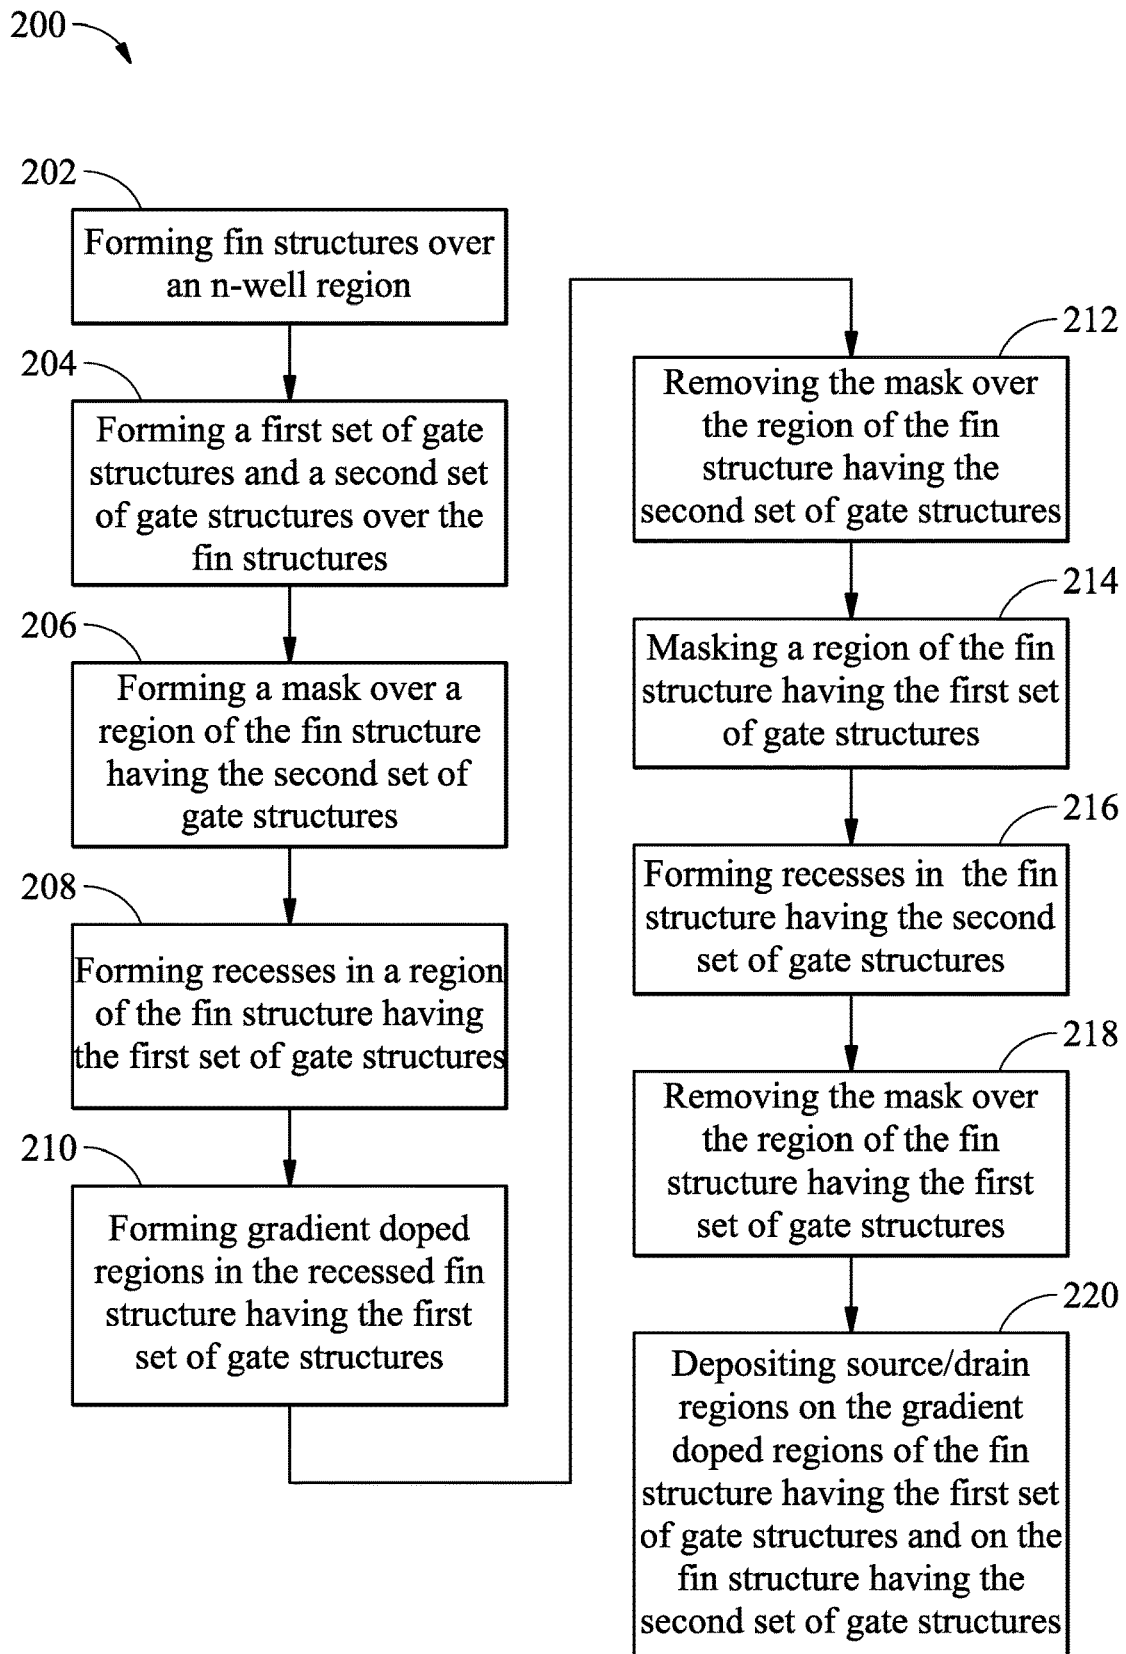 200
202
Forming fin structures over
an n-well region
204
Forming a first set of gate
structures and a second set
of gate structures over the
fin structures
206
Forming a mask over a
region of the fin structure
having the second set of
gate structures
208
Forming recesses in a region
of the fin structure having
the first set of gate structures
210
Forming gradient doped
regions in the recessed fin
structure having the first
set of gate structures
212
Removing the mask over
the region of the fin
structure having the
second set of gate structures
214
Masking a region of the fin
structure having the first set
of gate structures
216
Forming recesses in the fin
structure having the second
set of gate structures
218
Removing the mask over
the region of the fin
structure having the first
set of gate structures
220
Depositing source/drain
regions on the gradient
doped regions of the fin
structure having the first set
of gate structures and on the
fin structure having the
second set of gate structures